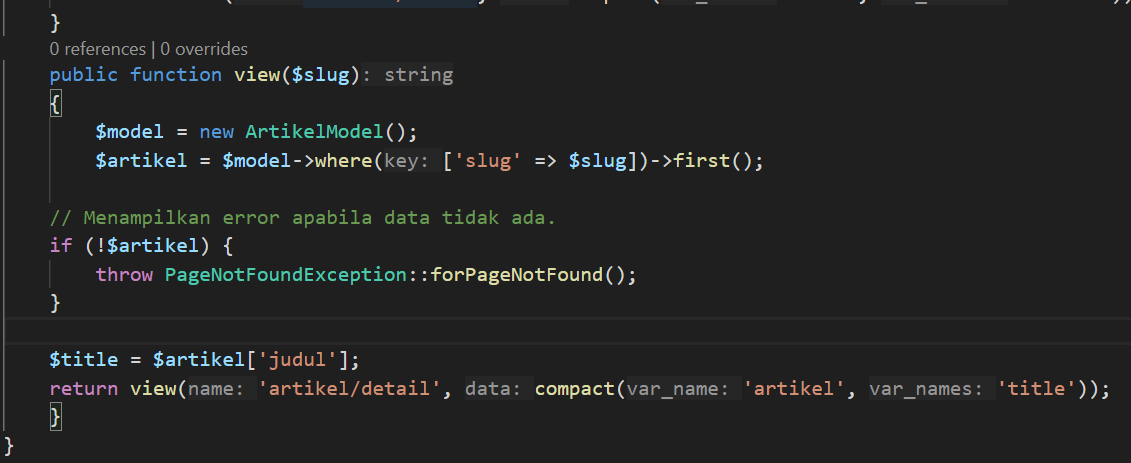 }
0 references | 0 overrides
public function view($slug): string
{
    $model = new ArtikelModel();
    $artikel = $model->where(key: ['slug' => $slug])->first();
// Menampilkan error apabila data tidak ada.
if (!$artikel) {
    throw PageNotFoundException::forPageNotFound();
}
$title = $artikel['judul'];
return view(name: 'artikel/detail', data: compact(var_name: 'artikel', var_names: 'title'));
}
}